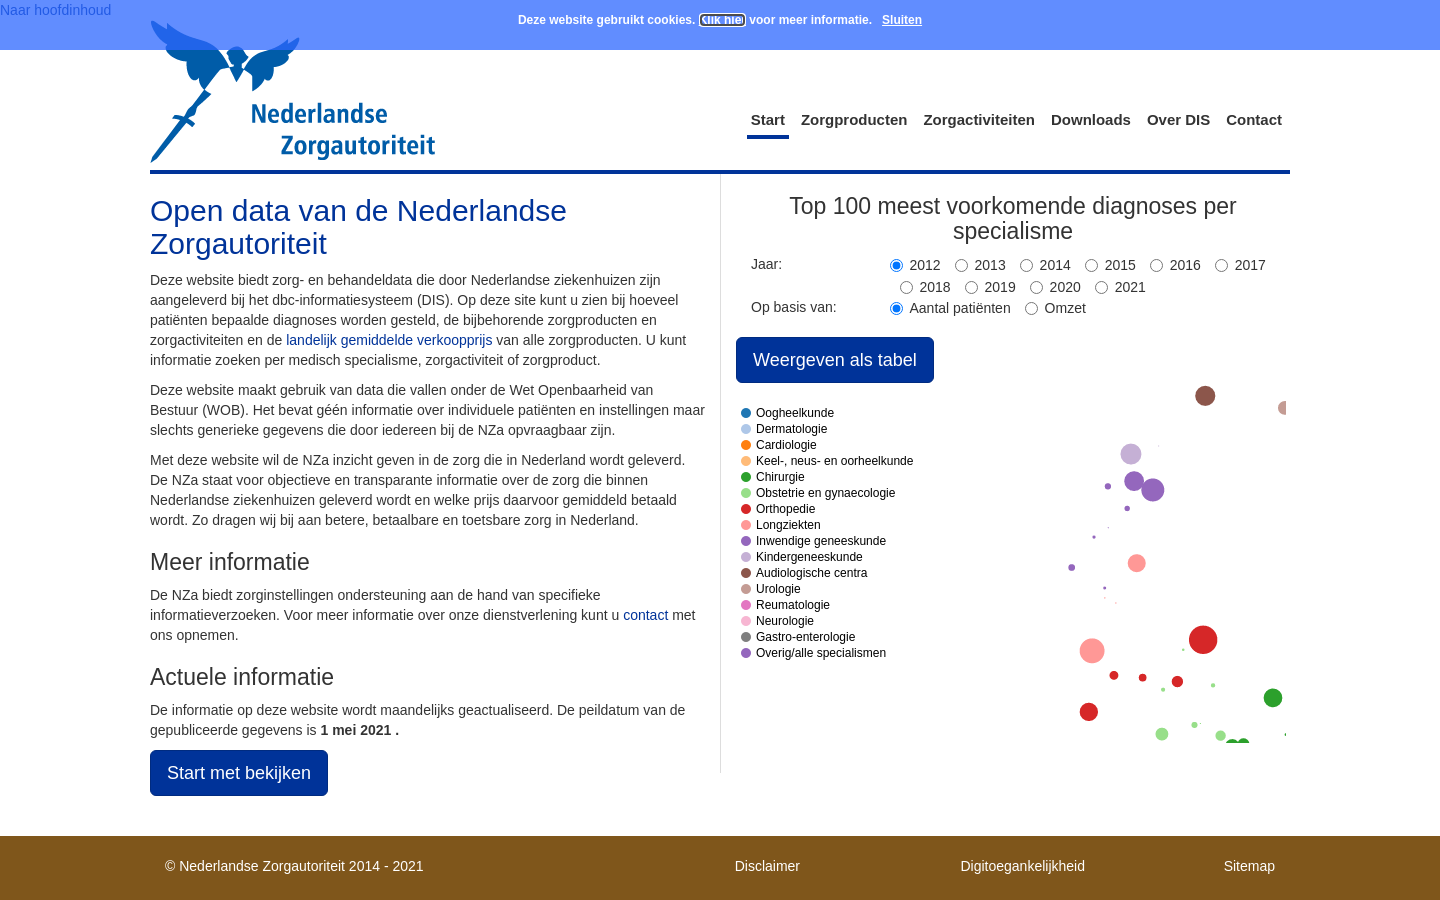 Naar hoofdinhoud
Deze website gebruikt cookies. Klik hier voor meer informatie. Sluiten
Nederlandse
Zorgautoriteit
Start Zorgproducten Zorgactiviteiten Downloads Over DIS Contact
Open data van de Nederlandse
Zorgautoriteit
Deze website biedt zorg- en behandeldata die door Nederlandse ziekenhuizen zijn
aangeleverd bij het dbc-informatiesysteem (DIS). Op deze site kunt u zien bij hoeveel
patiënten bepaalde diagnoses worden gesteld, de bijbehorende zorgproducten en
zorgactiviteiten en de landelijk gemiddelde verkoopprijs van alle zorgproducten. U kunt
informatie zoeken per medisch specialisme, zorgactiviteit of zorgproduct.
Deze website maakt gebruik van data die vallen onder de Wet Openbaarheid van
Bestuur (WOB). Het bevat géén informatie over individuele patiënten en instellingen maar
slechts generieke gegevens die door iedereen bij de NZa opvraagbaar zijn.
Met deze website wil de NZa inzicht geven in de zorg die in Nederland wordt geleverd.
De NZa staat voor objectieve en transparante informatie over de zorg die binnen
Nederlandse ziekenhuizen geleverd wordt en welke prijs daarvoor gemiddeld betaald
wordt. Zo dragen wij bij aan betere, betaalbare en toetsbare zorg in Nederland.
Meer informatie
De NZa biedt zorginstellingen ondersteuning aan de hand van specifieke
informatieverzoeken. Voor meer informatie over onze dienstverlening kunt u contact met
ons opnemen.
Actuele informatie
De informatie op deze website wordt maandelijks geactualiseerd. De peildatum van de
gepubliceerde gegevens is 1 mei 2021 .
Start met bekijken
Top 100 meest voorkomende diagnoses per
specialisme
Jaar: 2012 2013 2014 2015 2016 2017
2018 2019 2020 2021
Op basis van: Aantal patiënten Omzet
Weergeven als tabel
Oogheelkunde
Dermatologie
Cardiologie
Keel-, neus- en oorheelkunde
Chirurgie
Obstetrie en gynaecologie
Orthopedie
Longziekten
Inwendige geneeskunde
Kindergeneeskunde
Audiologische centra
Urologie
Reumatologie
Neurologie
Gastro-enterologie
Overig/alle specialismen
© Nederlandse Zorgautoriteit 2014 - 2021 Disclaimer Digitoegankelijkheid Sitemap